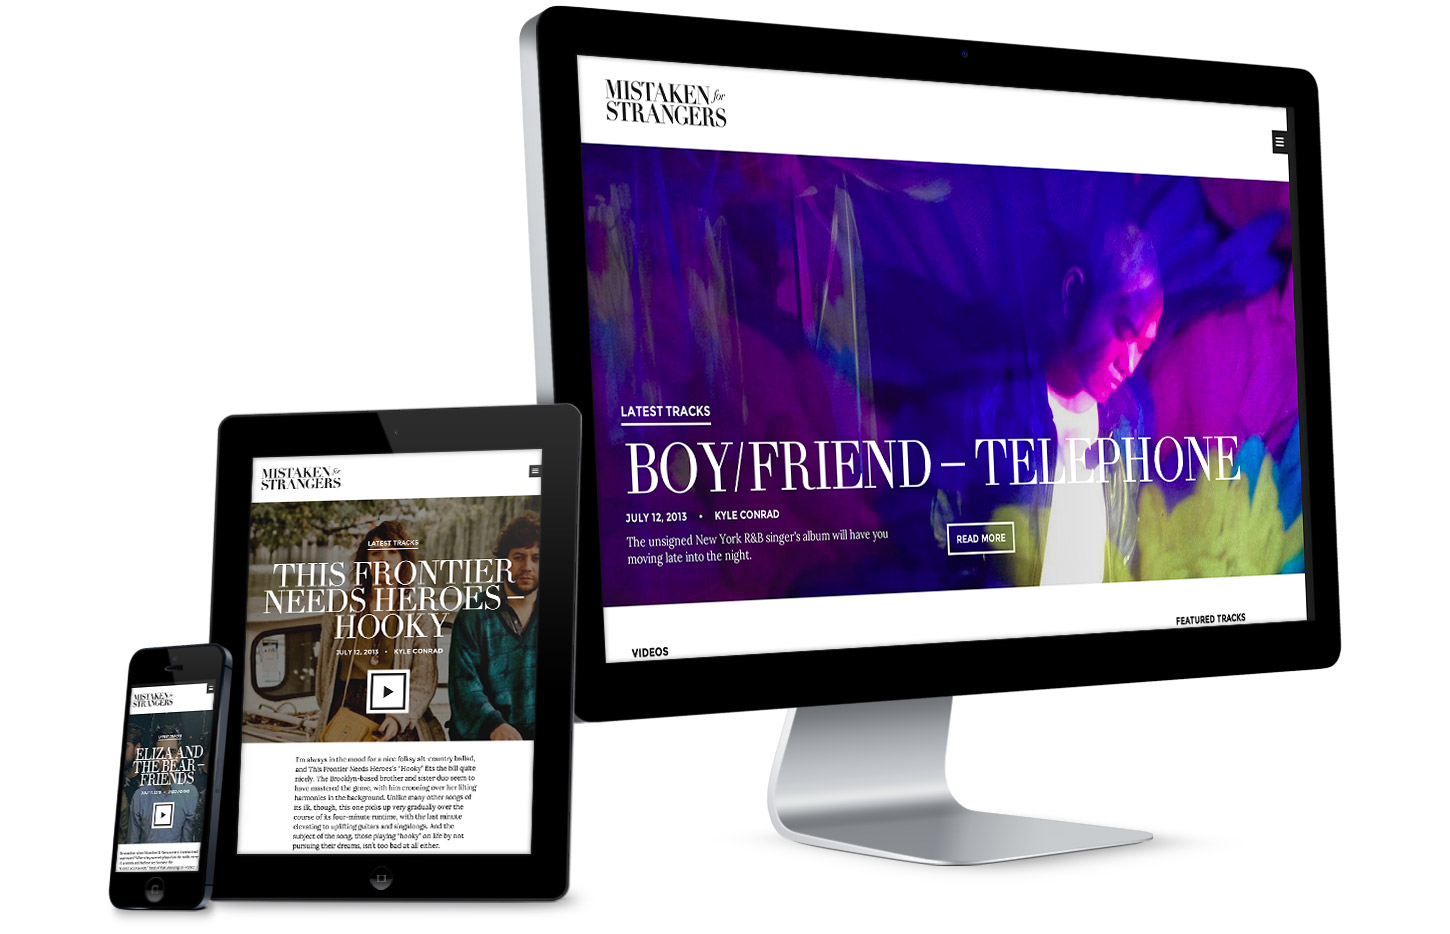 MISTAKEN for
STRANGERS
LATEST TRACKS
BOY/FRIEND – TELEPHONE
JULY 12, 2013 • KYLE CONRAD
The unsigned New York R&B singer's album will have you
moving late into the night.
READ MORE
FEATURED TRACKS
VIDEOS
MISTAKEN for
STRANGERS
LATEST TRACKS
THIS FRONTIER
NEEDS HEROES –
HOOKY
JULY 12, 2013 • KYLE CONRAD
I'm always in the mood for a nice folksy alt-country ballad,
and This Frontier Needs Heroes's "Hooky" fits the bill quite
nicely. The Brooklyn-based brother and sister duo seem to
have mastered the genre, with him crooning over her lilting
harmonies in the background. Unlike many other songs of
its ilk, though, this one picks up very gradually over the
course of its four-minute runtime, with the last minute
elevating to uplifting guitars and singalongs. And the
subject of the song, those playing "hooky" on life by not
pursuing their dreams, isn't too bad at all either.
MISTAKEN for
STRANGERS
LATEST TRACKS
ELIZA AND
THE BEAR –
FRIENDS